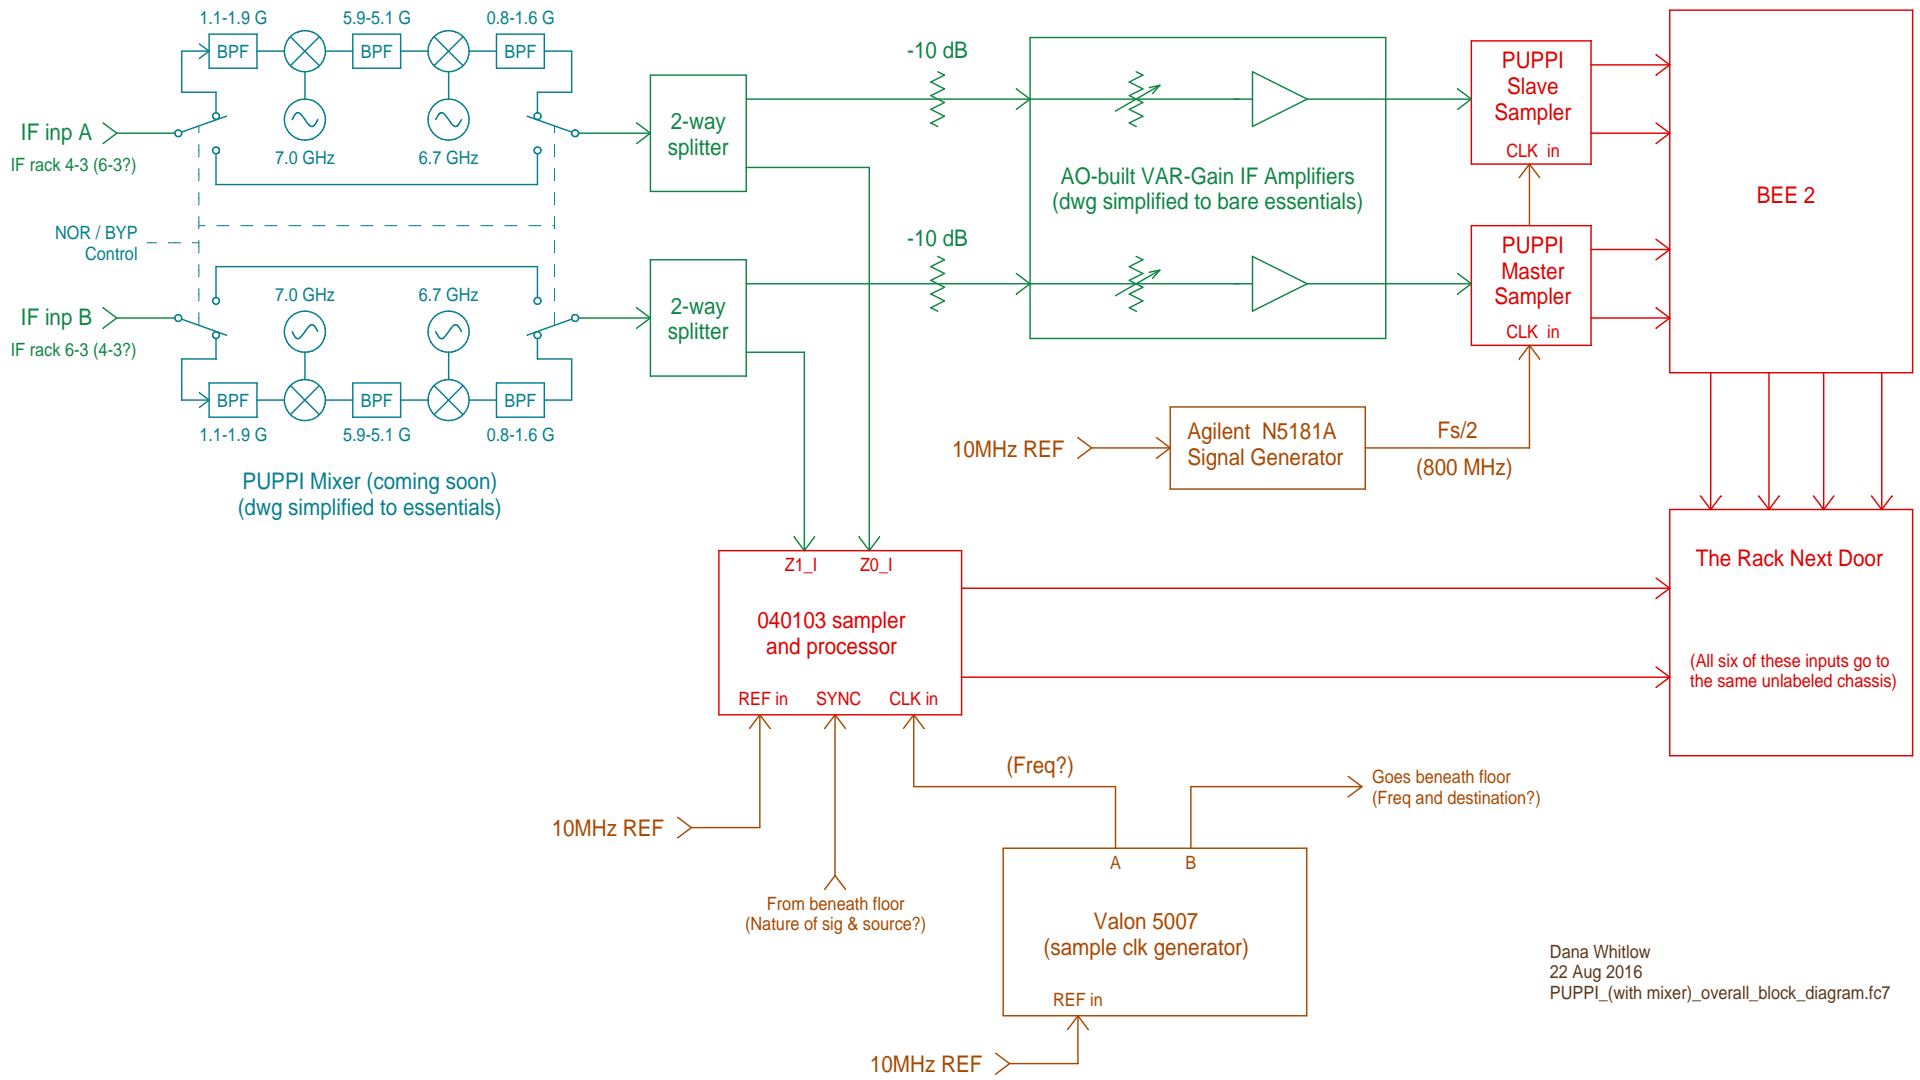 1.1-1.9 G
5.9-5.1 G
0.8-1.6 G
BPF
BPF
BPF
7.0 GHz
6.7 GHz
IF inp A
IF rack 4-3 (6-3?)
NOR / BYP
Control
7.0 GHz
6.7 GHz
IF inp B
IF rack 6-3 (4-3?)
BPF
BPF
BPF
1.1-1.9 G
5.9-5.1 G
0.8-1.6 G
PUPPI Mixer (coming soon)
(dwg simplified to essentials)
2-way
splitter
2-way
splitter
-10 dB
-10 dB
AO-built VAR-Gain IF Amplifiers
(dwg simplified to bare essentials)
PUPPI
Slave
Sampler
CLK in
PUPPI
Master
Sampler
CLK in
BEE 2
10MHz REF
Agilent N5181A
Signal Generator
Fs/2
(800 MHz)
Z1_I
Z0_I
040103 sampler
and processor
REF in
SYNC
CLK in
The Rack Next Door
(All six of these inputs go to
the same unlabeled chassis)
10MHz REF
From beneath floor
(Nature of sig & source?)
(Freq?)
Goes beneath floor
(Freq and destination?)
A
B
Valon 5007
(sample clk generator)
REF in
10MHz REF
Dana Whitlow
22 Aug 2016
PUPPI_(with mixer)_overall_block_diagram.fc7